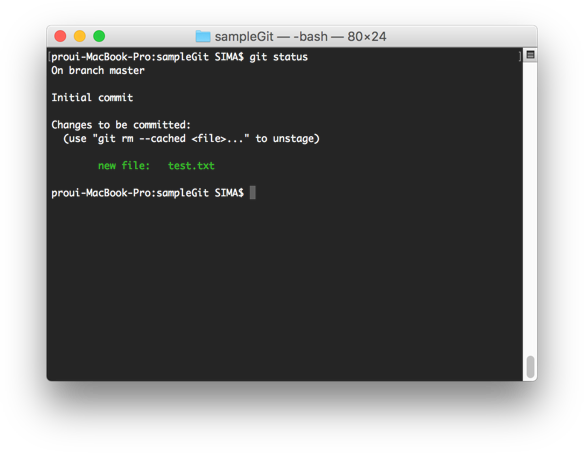 sampleGit — -bash — 80×24
[proui-MacBook-Pro:sampleGit SIMA$ git status ]
On branch master
Initial commit
Changes to be committed:
(use "git rm --cached <file>..." to unstage)
new file: test.txt
proui-MacBook-Pro:sampleGit SIMA$